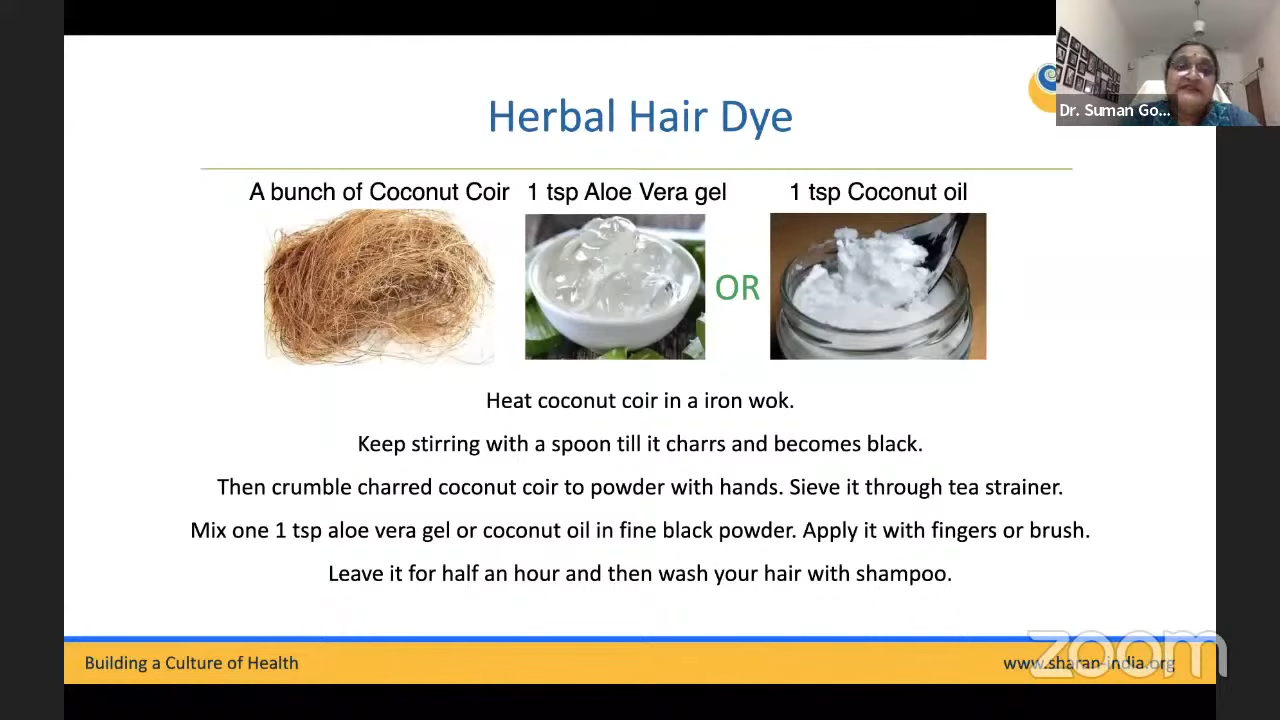 Dr. Suman Go...
Herbal Hair Dye
A bunch of Coconut Coir 1 tsp Aloe Vera gel 1 tsp Coconut oil
OR
Heat coconut coir in a iron wok.
Keep stirring with a spoon till it charrs and becomes black.
Then crumble charred coconut coir to powder with hands. Sieve it through tea strainer.
Mix one 1 tsp aloe vera gel or coconut oil in fine black powder. Apply it with fingers or brush.
Leave it for half an hour and then wash your hair with shampoo.
Building a Culture of Health
www.sharan-india.org
zoom